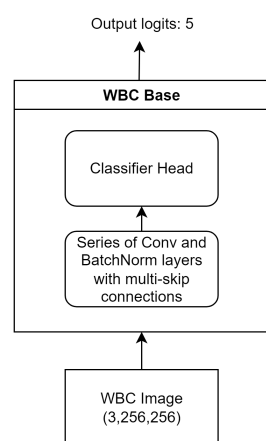 Output logits: 5
WBC Base
Classifier Head
Series of Conv and
BatchNorm layers
with multi-skip
connections
WBC Image
(3,256,256)